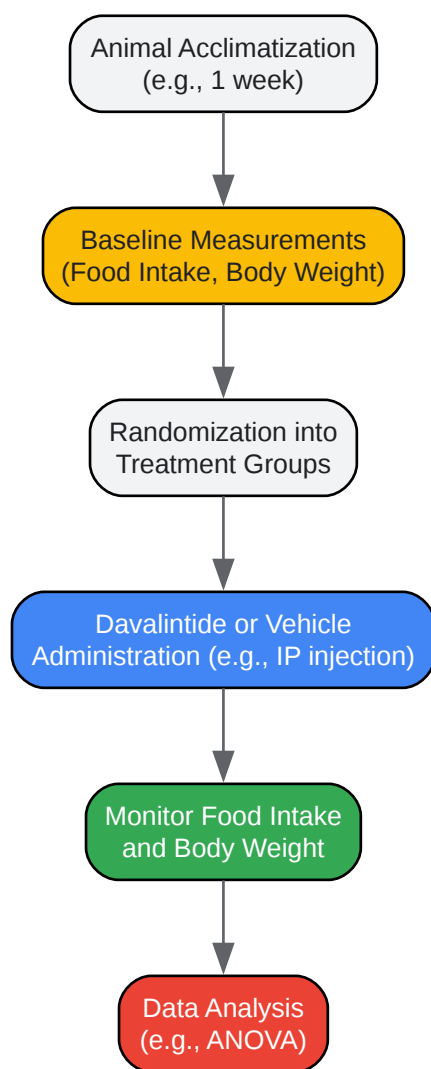 Animal Acclimatization
(e.g., 1 week)
Baseline Measurements
(Food Intake, Body Weight)
Randomization into
Treatment Groups
Davalintide or Vehicle
Administration (e.g., IP injection)
Monitor Food Intake
and Body Weight
Data Analysis
(e.g., ANOVA)